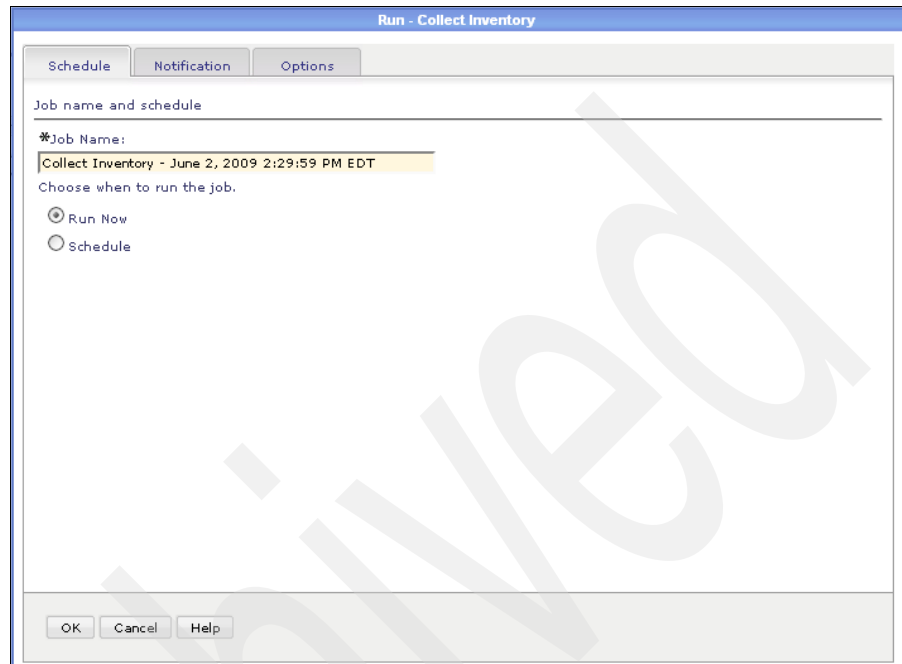 Run - Collect Inventory
Schedule Notification Options
Job name and schedule
*Job Name:
Collect Inventory - June 2, 2009 2:29:59 PM EDT
Choose when to run the job.
Run Now
Schedule
OK Cancel Help
hived